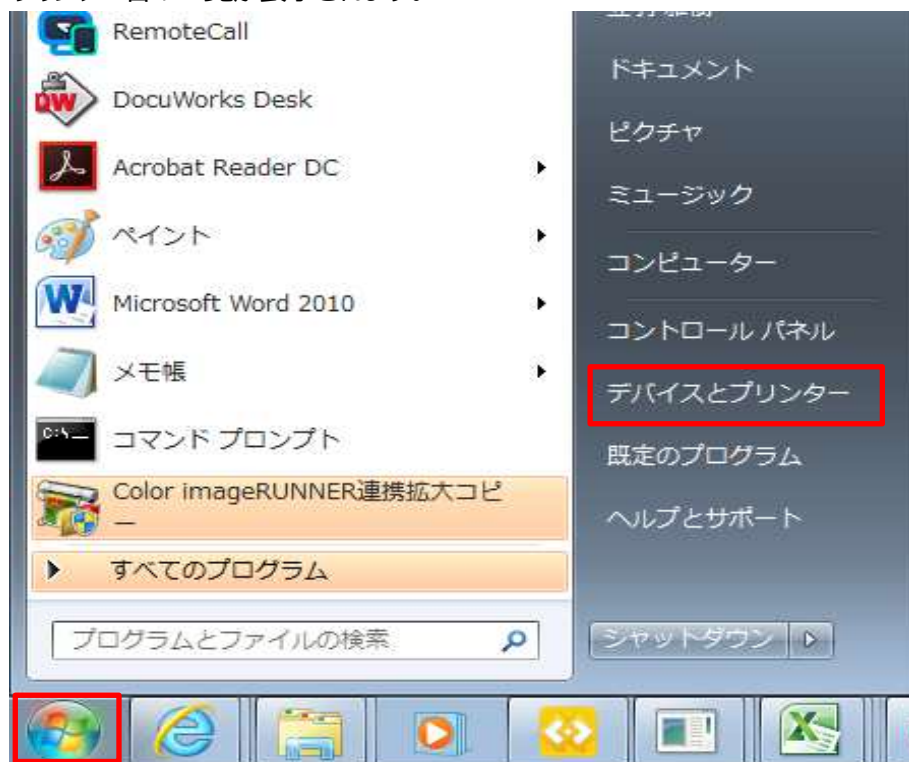 RemoteCall
DocuWorks Desk
Acrobat Reader DC
ペイント
Microsoft Word 2010
メモ帳
コマンド プロンプト
Color imageRUNNER連携拡大コピ
ー
すべてのプログラム
プログラムとファイルの検索
ドキュメント
ピクチャ
ミュージック
コンピューター
コントロール パネル
デバイスとプリンター
既定のプログラム
ヘルプとサポート
シャットダウン